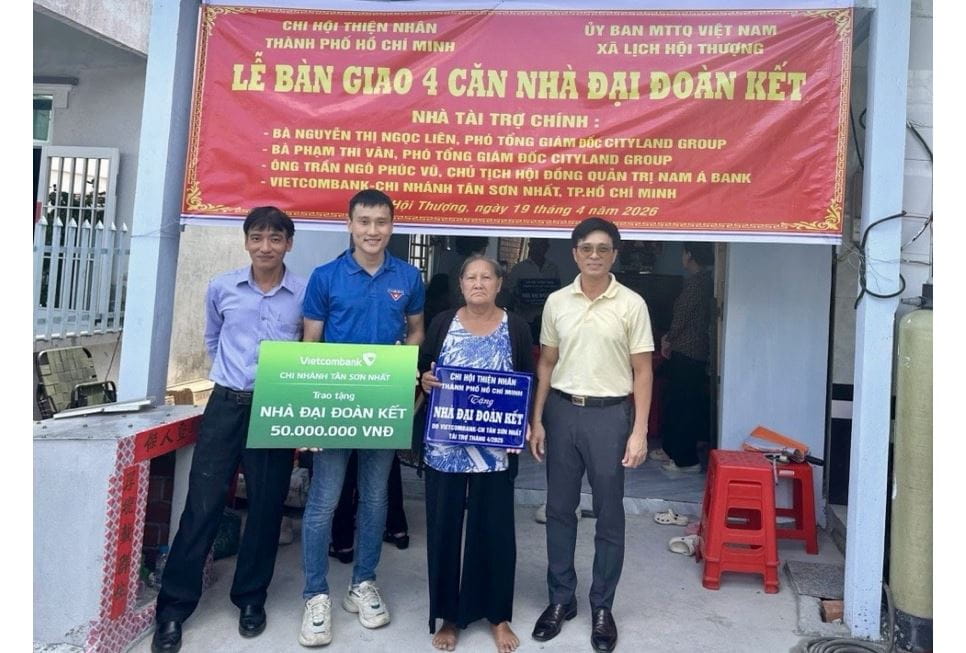 CHI HỘI THIỆN NHÂN
THÀNH PHỐ HỒ CHÍ MINH
ỦY BAN MTTQ VIỆT NAM
XÃ LỊCH HỘI THƯỢNG
LỄ BÀN GIAO 4 CĂN NHÀ ĐẠI ĐOÀN KẾT
NHÀ TÀI TRỢ CHÍNH :
- BÀ NGUYỄN THỊ NGỌC LIÊN, PHÓ TỔNG GIÁM ĐỐC CITYLAND GROUP
- BÀ PHẠM THI VÂN, PHÓ TỔNG GIÁM ĐỐC CITYLAND GROUP
- ÔNG TRẦN NGÔ PHÚC VŨ, CHỦ TỊCH HỘI ĐỒNG QUẢN TRỊ NAM Á BANK
- VIETCOMBANK-CHI NHÁNH TÂN SƠN NHẤT, TP.HỒ CHÍ MINH
Hội Thượng, ngày 19 tháng 4 năm 2026
Vietcombank
CHI NHÁNH TÂN SƠN NHẤT
Trao tặng
NHÀ ĐẠI ĐOÀN KẾT
50.000.000 VNĐ
CHI HỘI THIỆN NHÂN
THÀNH PHỐ HỒ CHÍ MINH
Tặng
NHÀ ĐẠI ĐOÀN KẾT
DO VIETCOMBANK-CN TÂN SƠN NHẤT
TÀI TRỢ THÁNG 4/2025